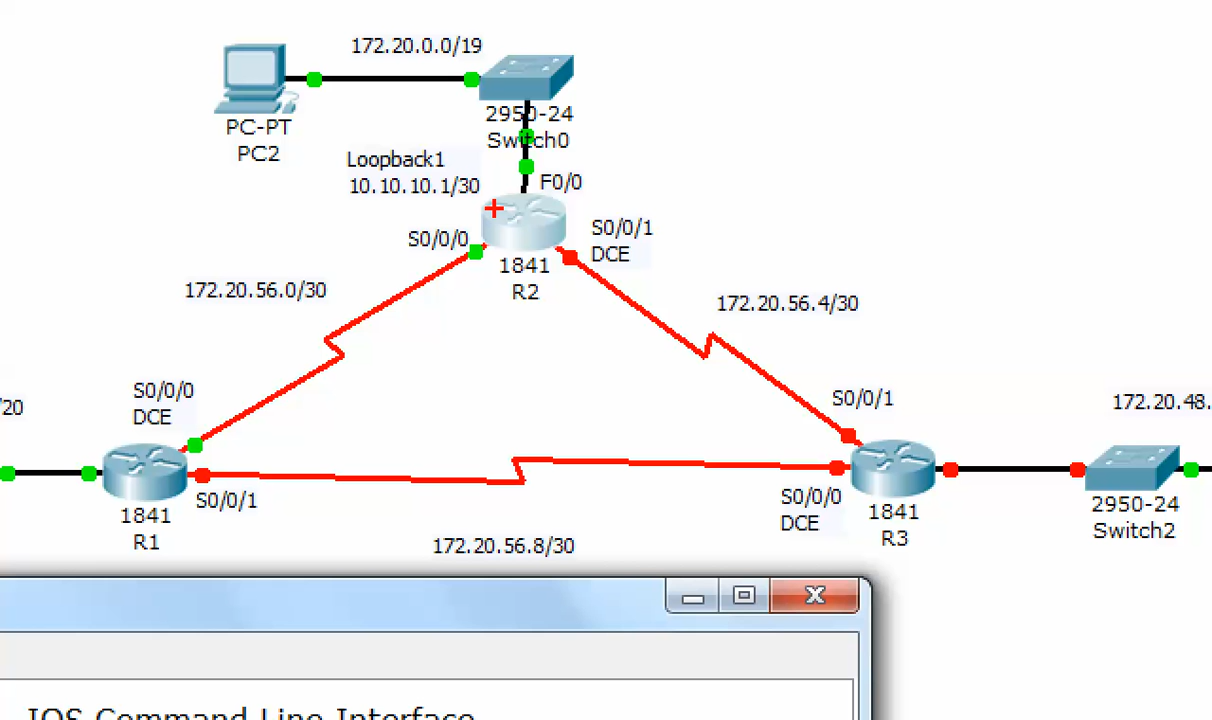 172.20.0.0/19
2950-24
Switch0
PC-PT
PC2
Loopback1
10.10.10.1/30
F0/0
S0/0/0
S0/0/1
DCE
1841
R2
172.20.56.0/30
172.20.56.4/30
S0/0/0
DCE
/20
S0/0/1
172.20.48.
S0/0/1
1841
R1
S0/0/0
DCE
1841
R3
2950-24
Switch2
172.20.56.8/30
IOS Command Line Interface